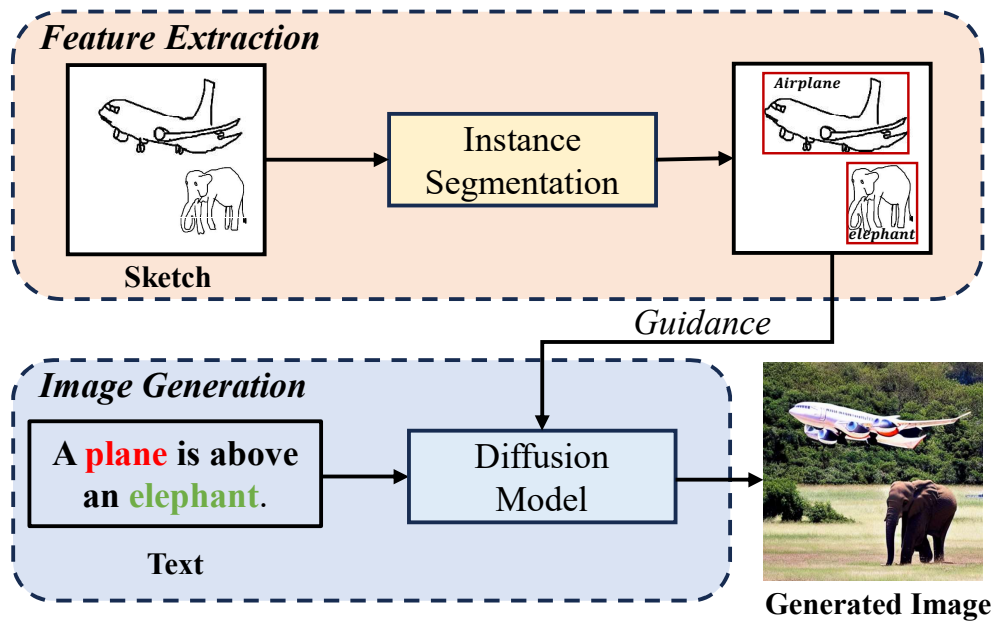 Feature Extraction
Airplane
Instance
Segmentation
elephant
Sketch
Guidance
Image Generation
A plane is above
an elephant.
Diffusion
Model
Text
Generated Image